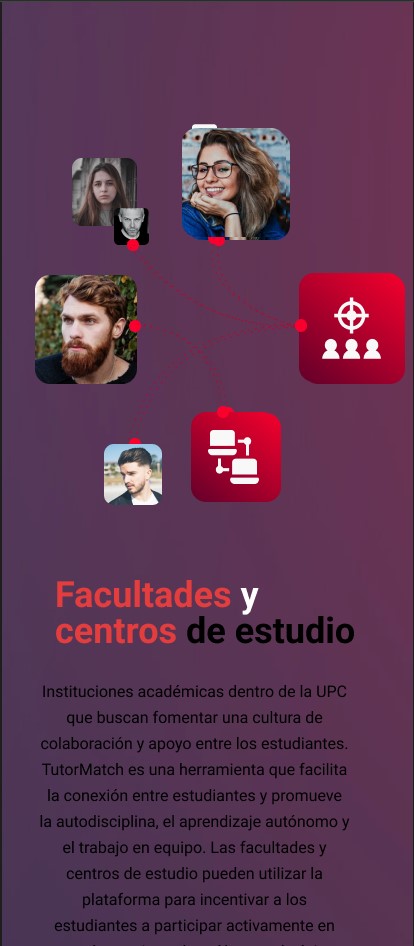 Facultades y
centros de estudio
Instituciones académicas dentro de la UPC
que buscan fomentar una cultura de
colaboración y apoyo entre los estudiantes.
TutorMatch es una herramienta que facilita
la conexión entre estudiantes y promueve
la autodisciplina, el aprendizaje autónomo y
el trabajo en equipo. Las facultades y
centros de estudio pueden utilizar la
plataforma para incentivar a los
estudiantes a participar activamente en